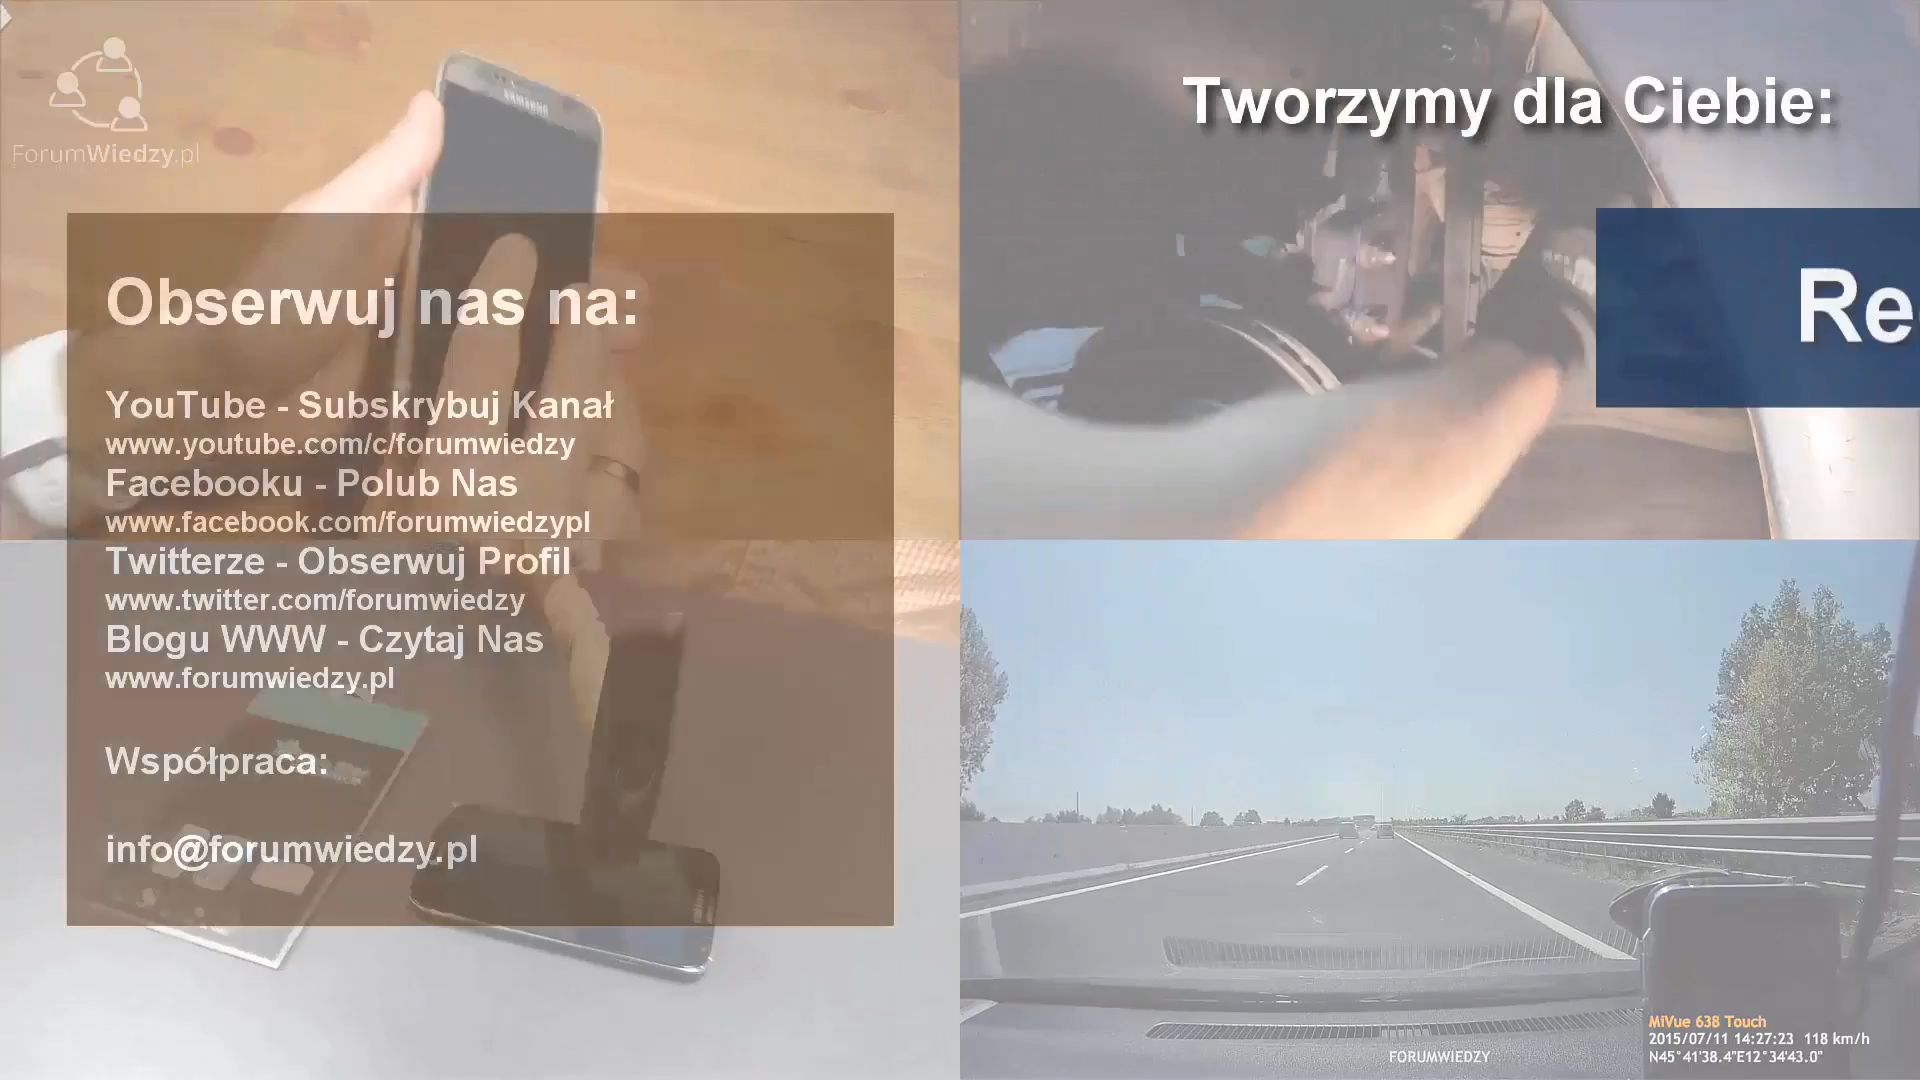 ForumWiedzy.pl
SAMSUNG
Obserwuj nas na:
YouTube - Subskrybuj Kanał
www.youtube.com/c/forumwiedzy
Facebooku - Polub Nas
www.facebook.com/forumwiedzypl
Twitterze - Obserwuj Profil
www.twitter.com/forumwiedzy
Blogu WWW - Czytaj Nas
www.forumwiedzy.pl
Współpraca:
info@forumwiedzy.pl
Tworzymy dla Ciebie:
Re
MiVue 638 Touch
2015/07/11 14:27:23 118 km/h
N45°41'38.4"E12°34'43.0"
FORUMWIEDZY